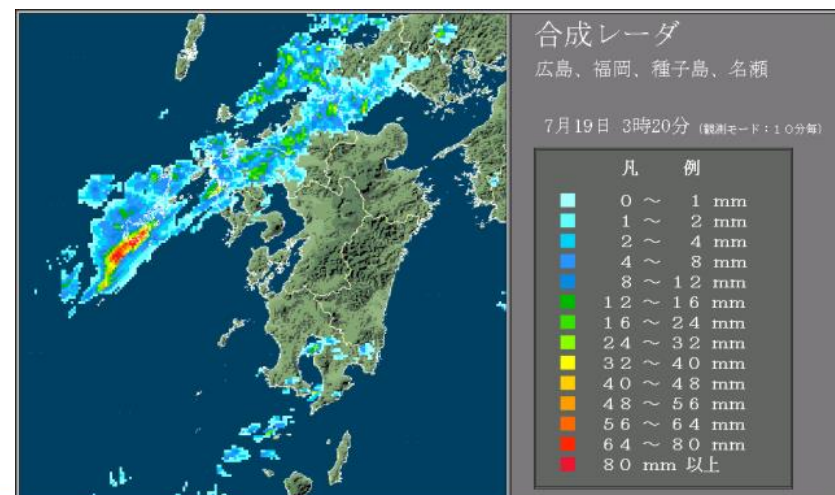 合成レーダ
広島、福岡、種子島、名瀬
7月19日 3時20分 (観測モード：１０分毎)
凡　例
０ ～ １ mm
１ ～ ２ mm
２ ～ ４ mm
４ ～ ８ mm
８ ～ １２ mm
１２ ～ １６ mm
１６ ～ ２４ mm
２４ ～ ３２ mm
３２ ～ ４０ mm
４０ ～ ４８ mm
４８ ～ ５６ mm
５６ ～ ６４ mm
６４ ～ ８０ mm
８０ mm 以上